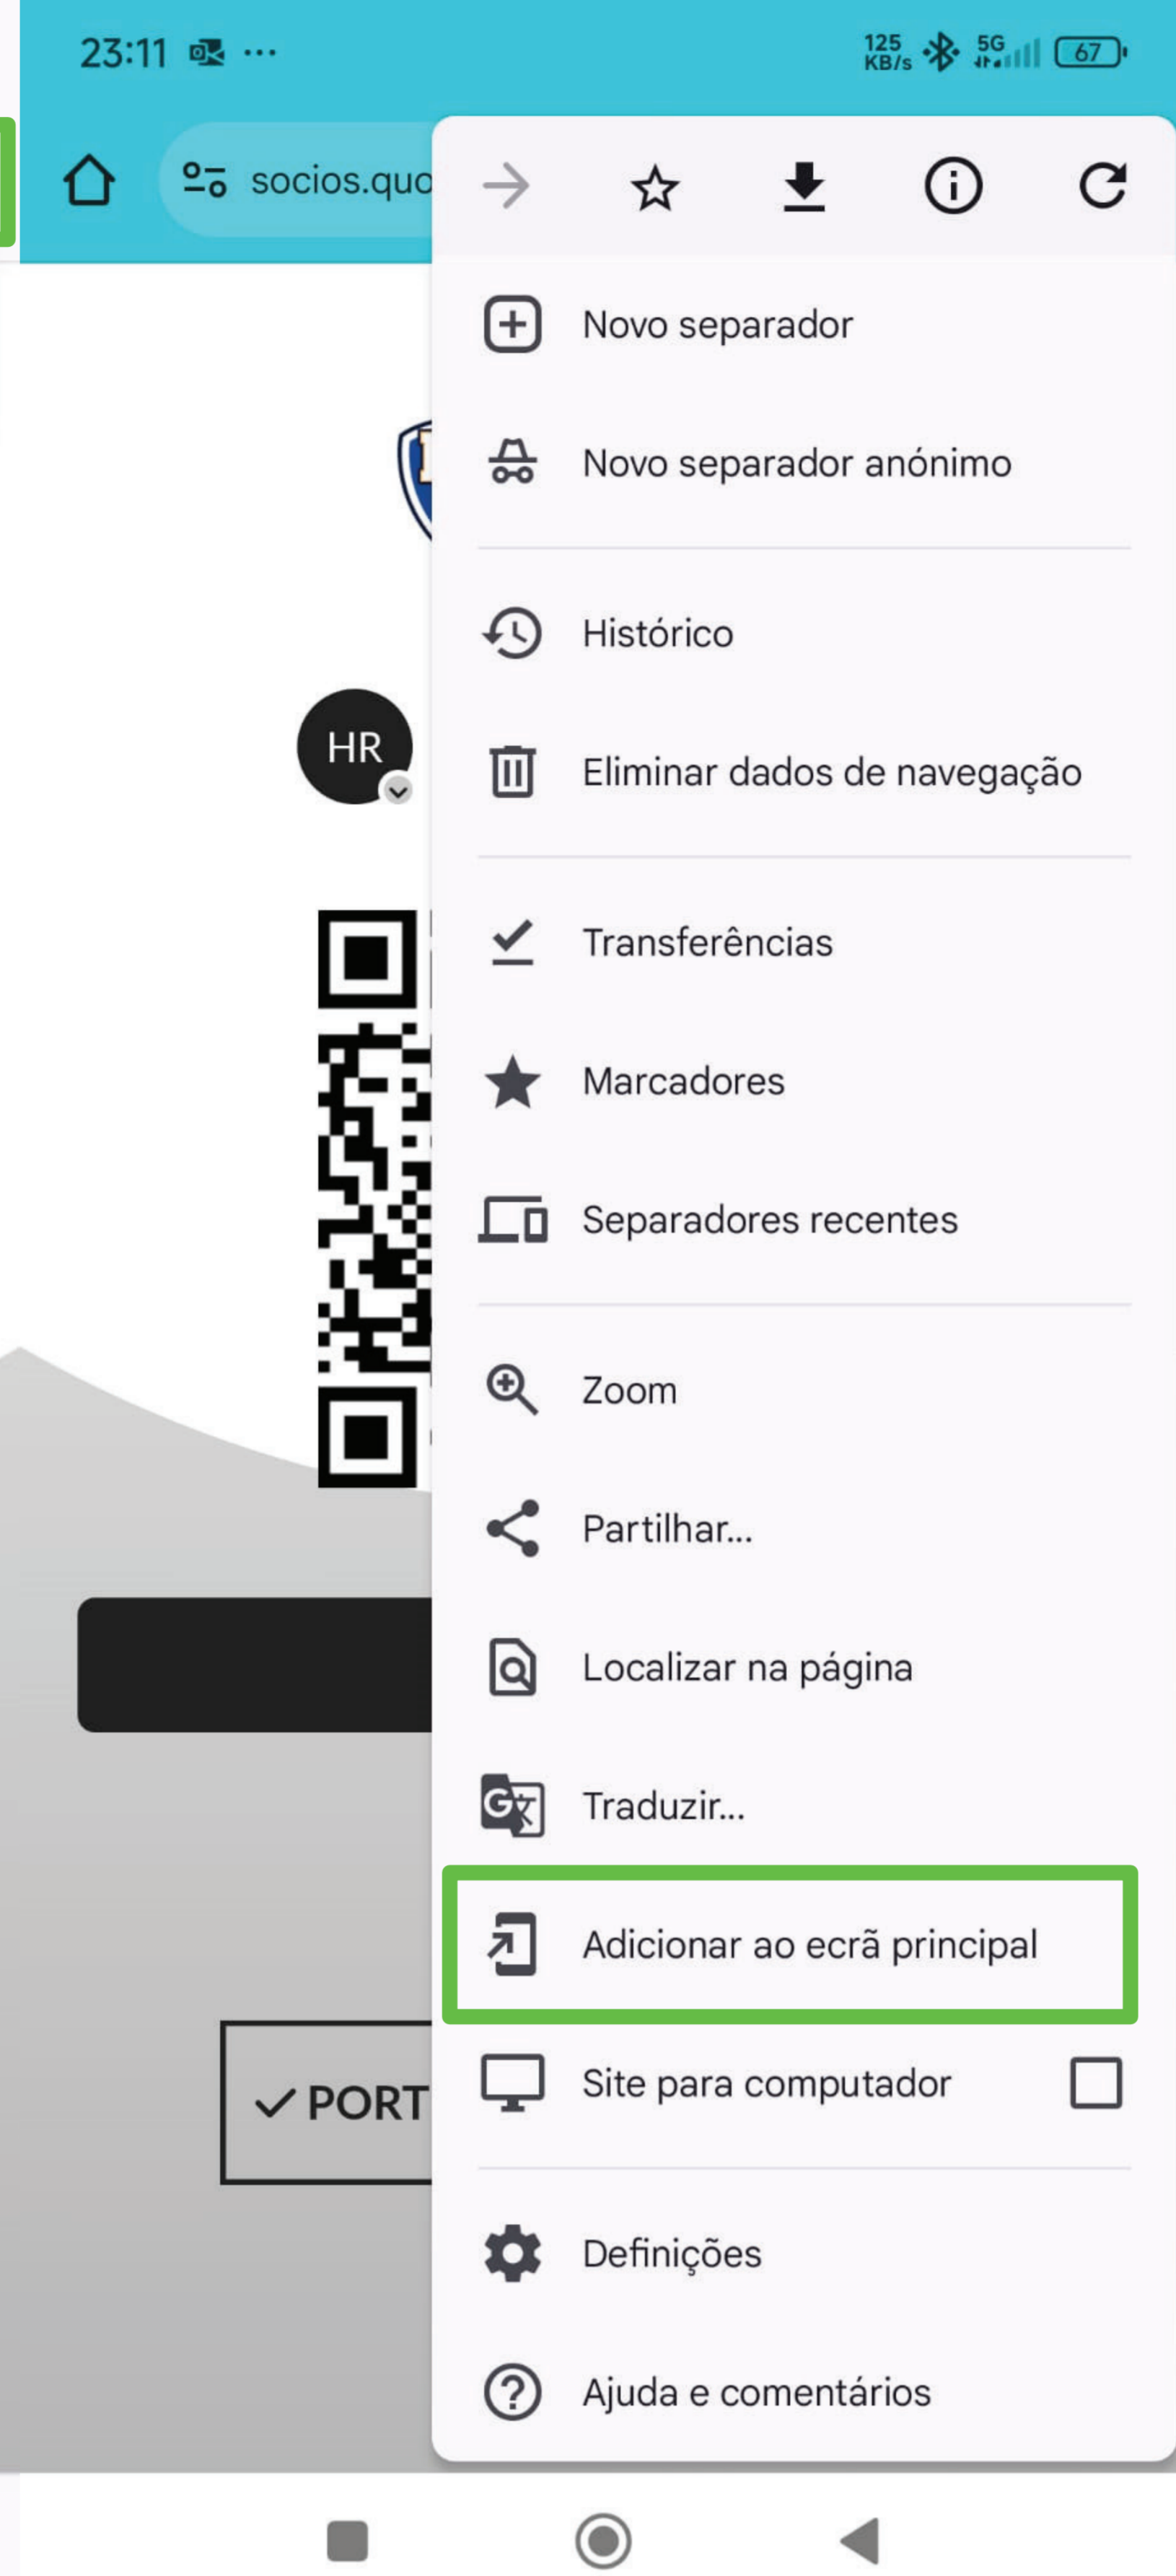 23:11
125
KB/s
5G
67
socios.quo
Novo separador
Novo separador anónimo
Histórico
HR
Eliminar dados de navegação
Transferências
Marcadores
Separadores recentes
Zoom
Partilhar...
Localizar na página
Traduzir...
Adicionar ao ecrã principal
PORT
Site para computador
Definições
Ajuda e comentários